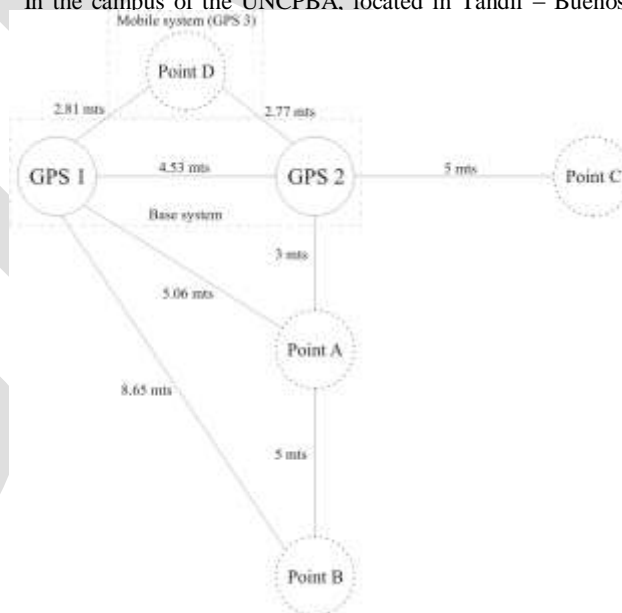 In the campus of the UNCPBA, located in Tandil – Buenos
Mobile system (GPS 3)
Point D
2.81 mts
2.77 mts
GPS 1
4.53 mts
GPS 2
5 mts
Point C
Base system
3 mts
5.06 mts
Point A
8.65 mts
5 mts
Point B